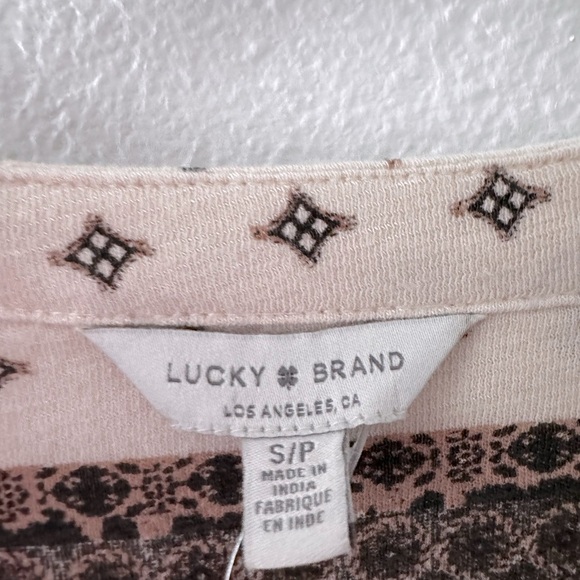 LUCKY BRAND
LOS ANGELES, CA
S/P
MADE IN
INDIA
FABRIQUE
EN INDE